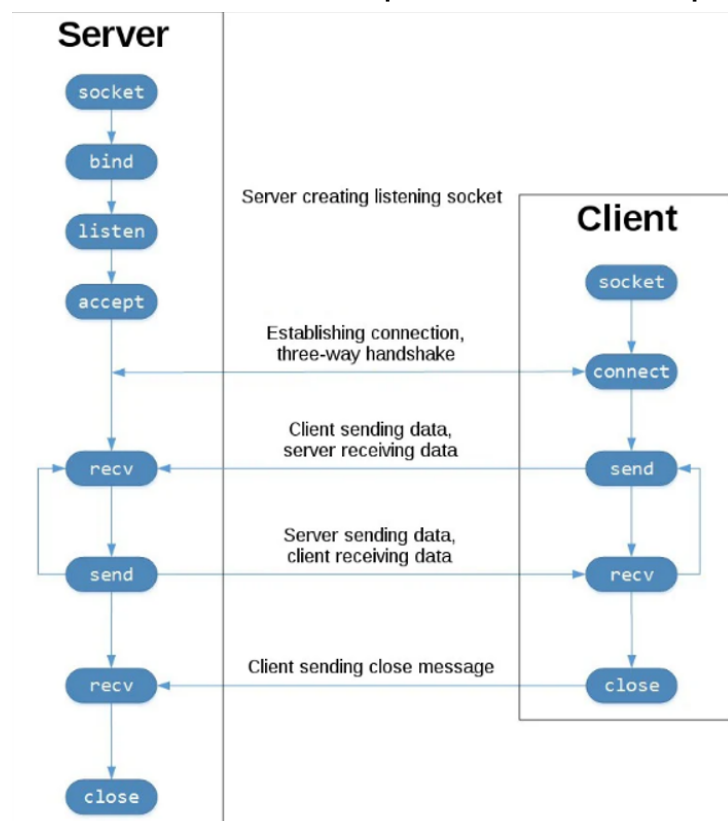 Server
socket
bind
listen
accept
Server creating listening socket
Client
socket
Establishing connection,
three-way handshake
connect
Client sending data,
server receiving data
recv
send
Server sending data,
client receiving data
send
recv
Client sending close message
recv
close
close